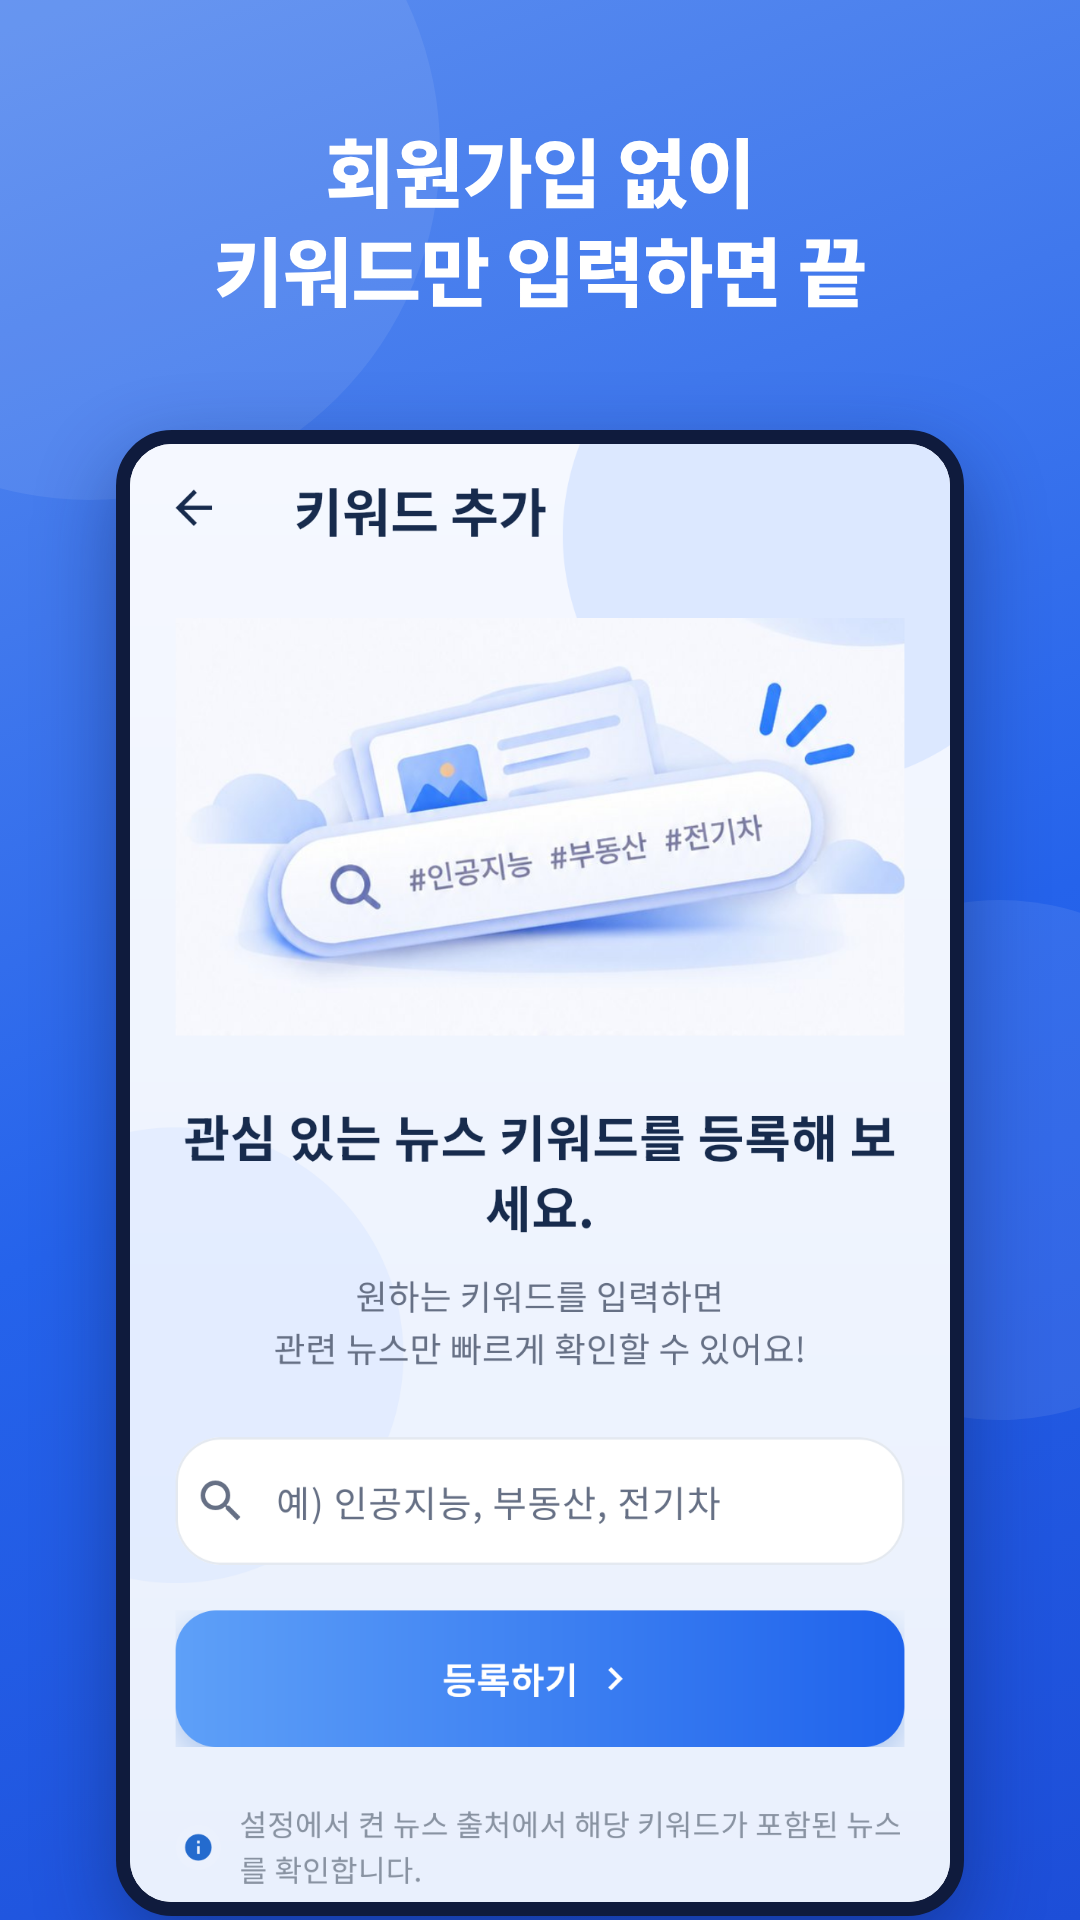 회원가입 없이
키워드만 입력하면 끝
키워드 추가
#인공지능 #부동산 #전기차
관심 있는 뉴스 키워드를 등록해 보
세요.
원하는 키워드를 입력하면
관련 뉴스만 빠르게 확인할 수 있어요!
예) 인공지능, 부동산, 전기차
등록하기
설정에서 켠 뉴스 출처에서 해당 키워드가 포함된 뉴스
를 확인합니다.